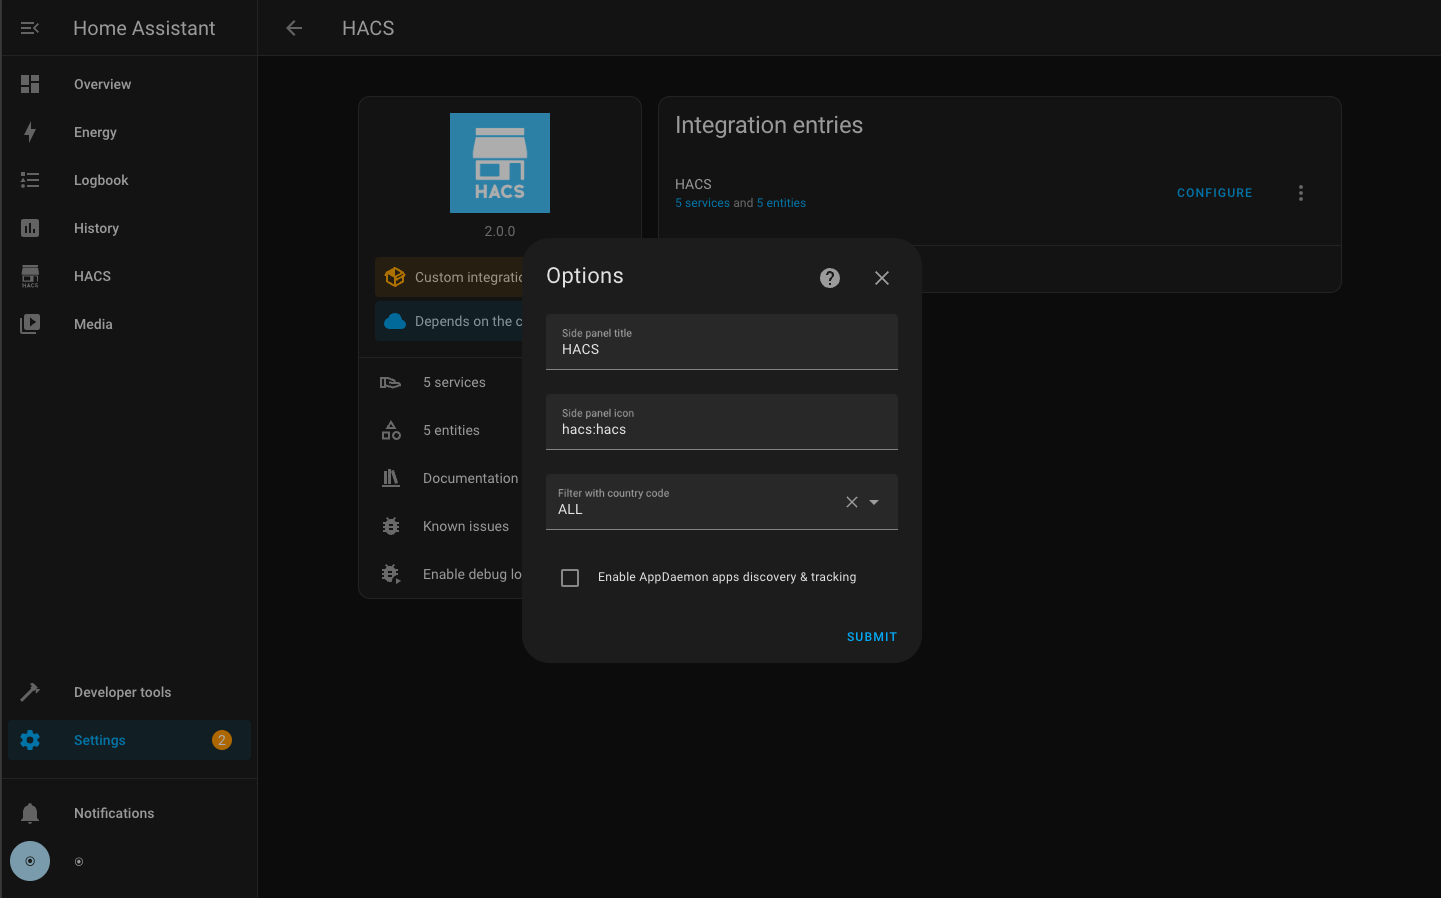 Home Assistant
HACS
Overview
Energy
Logbook
History
HACS
HACS
Media
Developer tools
Settings
2
Notifications
HACS
2.0.0
Custom integratio
Depends on the c
5 services
5 entities
Documentation
Known issues
Enable debug lo
Integration entries
HACS
5 services and 5 entities
CONFIGURE
Options
?
Side panel title
HACS
Side panel icon
hacs:hacs
Filter with country code
ALL
Enable AppDaemon apps discovery & tracking
SUBMIT